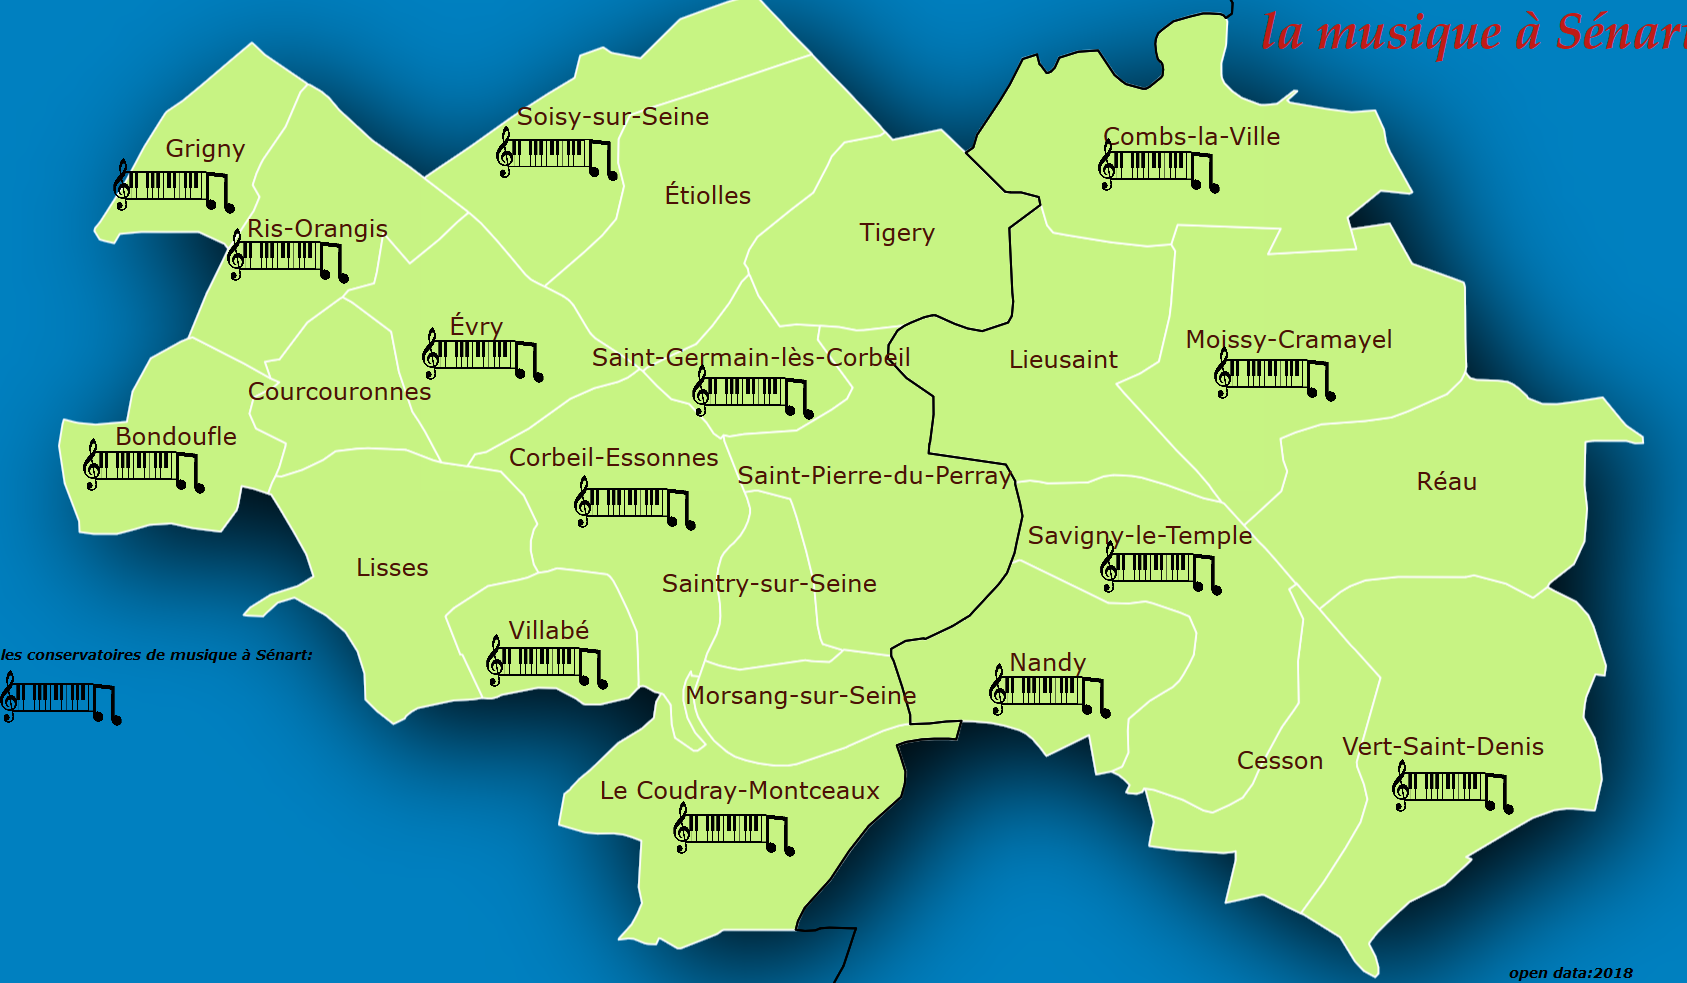 la musique à Sénart
Soisy-sur-Seine
Combs-la-Ville
Grigny
Étiolles
Ris-Orangis
Tigery
Évry
Moissy-Cramayel
Saint-Germain-lès-Corbeil
Lieusaint
Courcouronnes
Bondoufle
Corbeil-Essonnes
Saint-Pierre-du-Perray
Réau
Savigny-le-Temple
Lisses
Saintry-sur-Seine
Villabé
les conservatoires de musique à Sénart:
Nandy
Morsang-sur-Seine
Vert-Saint-Denis
Cesson
Le Coudray-Montceaux
open data:2018